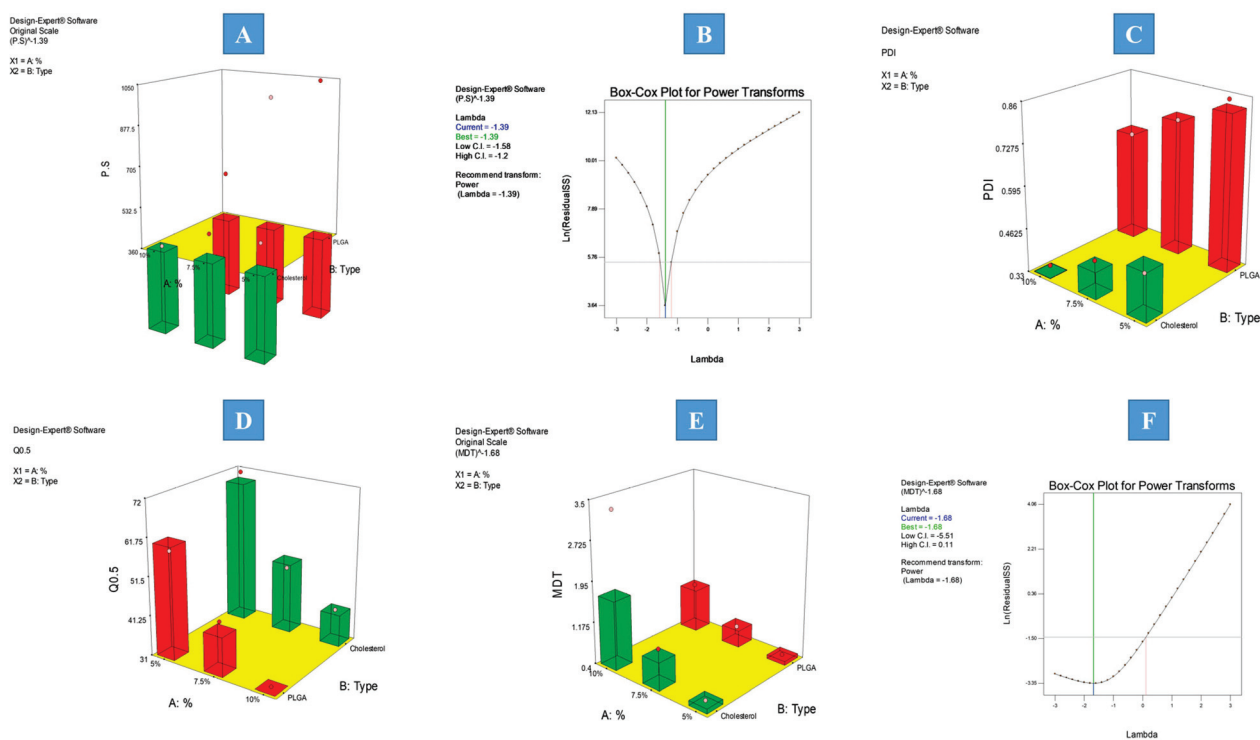 A
Design-Expert® Software
Original Scale
(P.S)^-1.39
X1 = A: %
X2 = B: Type
1050
877.5
705
532.5
360
P.S
10%
7.5%
5%
A: %
PLGA
Cholesterol
B: Type
B
Design-Expert® Software
(P.S)^-1.39
Lambda
Current = -1.39
Best = -1.39
Low C.I. = -1.58
High C.I. = -1.2
Recommend transform:
Power
(Lambda = -1.39)
Box-Cox Plot for Power Transforms
12.13
10.01
7.89
5.76
3.64
Ln(ResidualSS)
-3 -2 -1 0 1 2 3
Lambda
C
Design-Expert® Software
PDI
X1 = A: %
X2 = B: Type
0.86
0.7275
0.595
0.4625
0.33
PDI
10%
7.5%
5%
A: %
PLGA
Cholesterol
B: Type
D
Design-Expert® Software
Q0.5
X1 = A: %
X2 = B: Type
72
61.75
51.5
41.25
31
Q0.5
5%
7.5%
10%
A: %
Cholesterol
PLGA
B: Type
E
Design-Expert® Software
Original Scale
(MDT)^-1.68
X1 = A: %
X2 = B: Type
3.5
2.725
1.95
1.175
0.4
MDT
10%
7.5%
5%
A: %
PLGA
Cholesterol
B: Type
F
Design-Expert® Software
(MDT)^-1.68
Lambda
Current = -1.68
Best = -1.68
Low C.I. = -5.51
High C.I. = 0.11
Recommend transform:
Power
(Lambda = -1.68)
Box-Cox Plot for Power Transforms
4.06
2.21
0.36
-1.50
-3.35
Ln(ResidualSS)
-3 -2 -1 0 1 2 3
Lambda